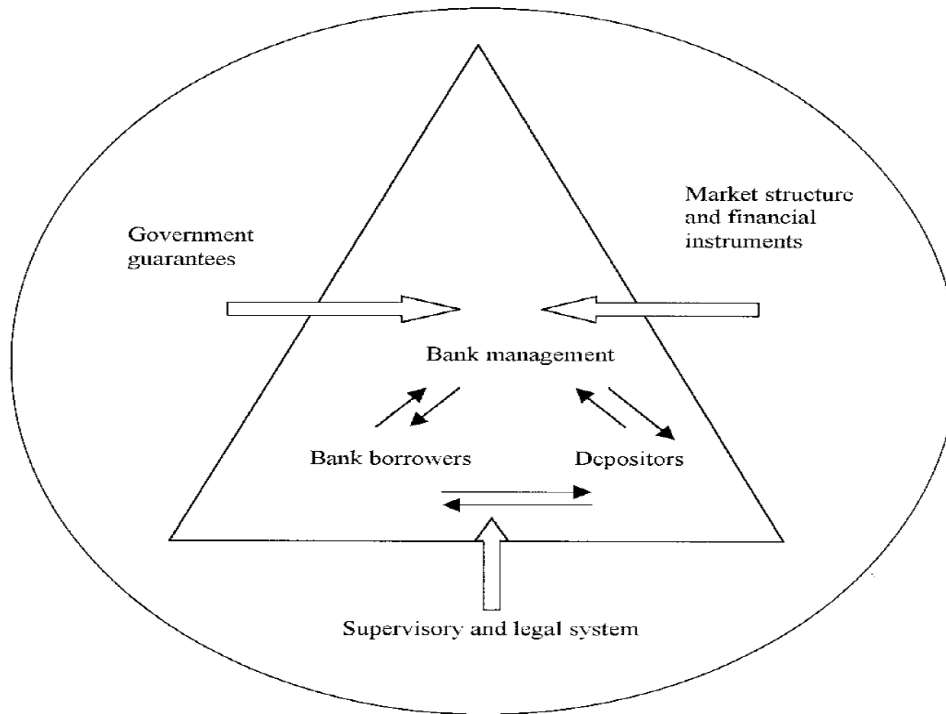 Government
guarantees
Market structure
and financial
instruments
Bank management
Bank borrowers
Depositors
Supervisory and legal system